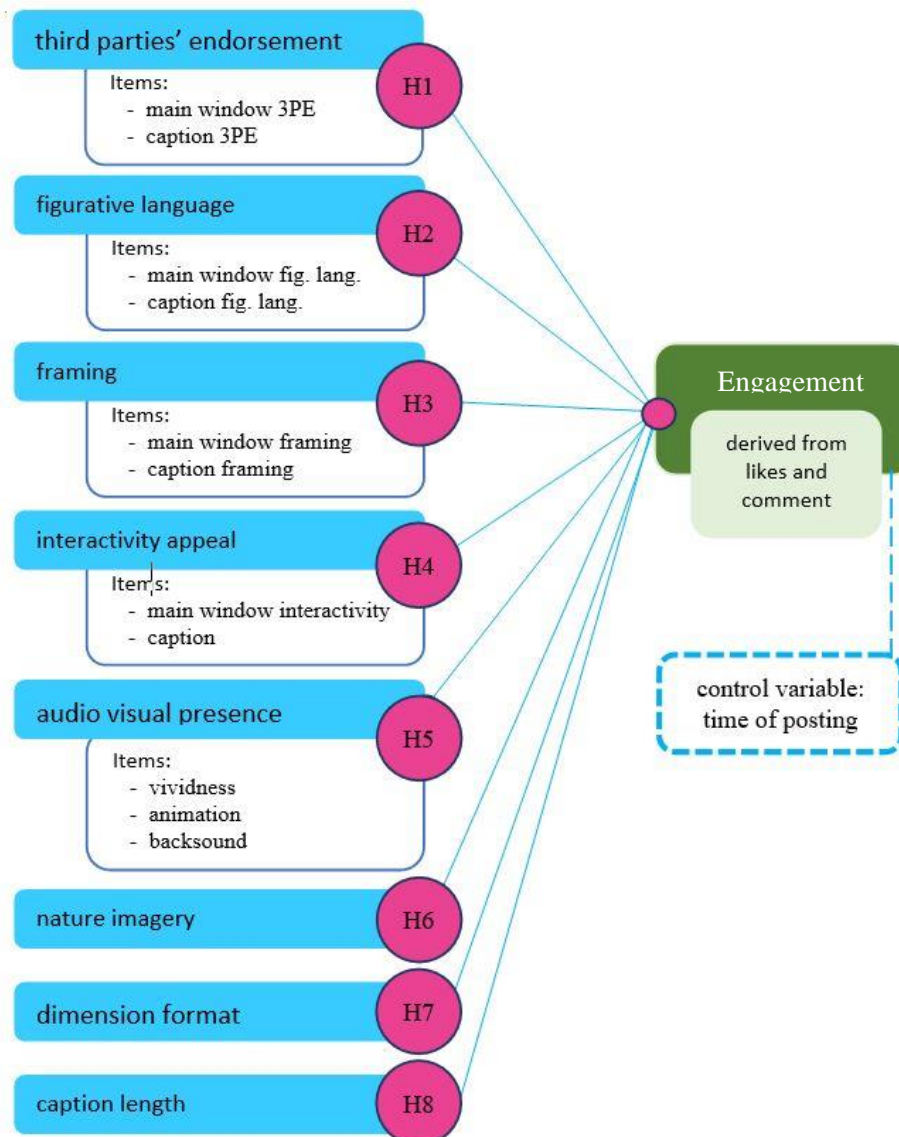 third parties’ endorsement
H1
Items:
- main window 3PE
- caption 3PE
figurative language
H2
Items:
- main window fig. lang.
- caption fig. lang.
framing
H3
Items:
- main window framing
- caption framing
interactivity appeal
H4
Items:
- main window interactivity
- caption
audio visual presence
H5
Items:
- vividness
- animation
- backsound
nature imagery
H6
dimension format
H7
caption length
H8
Engagement
derived from
likes and
comment
control variable:
time of posting